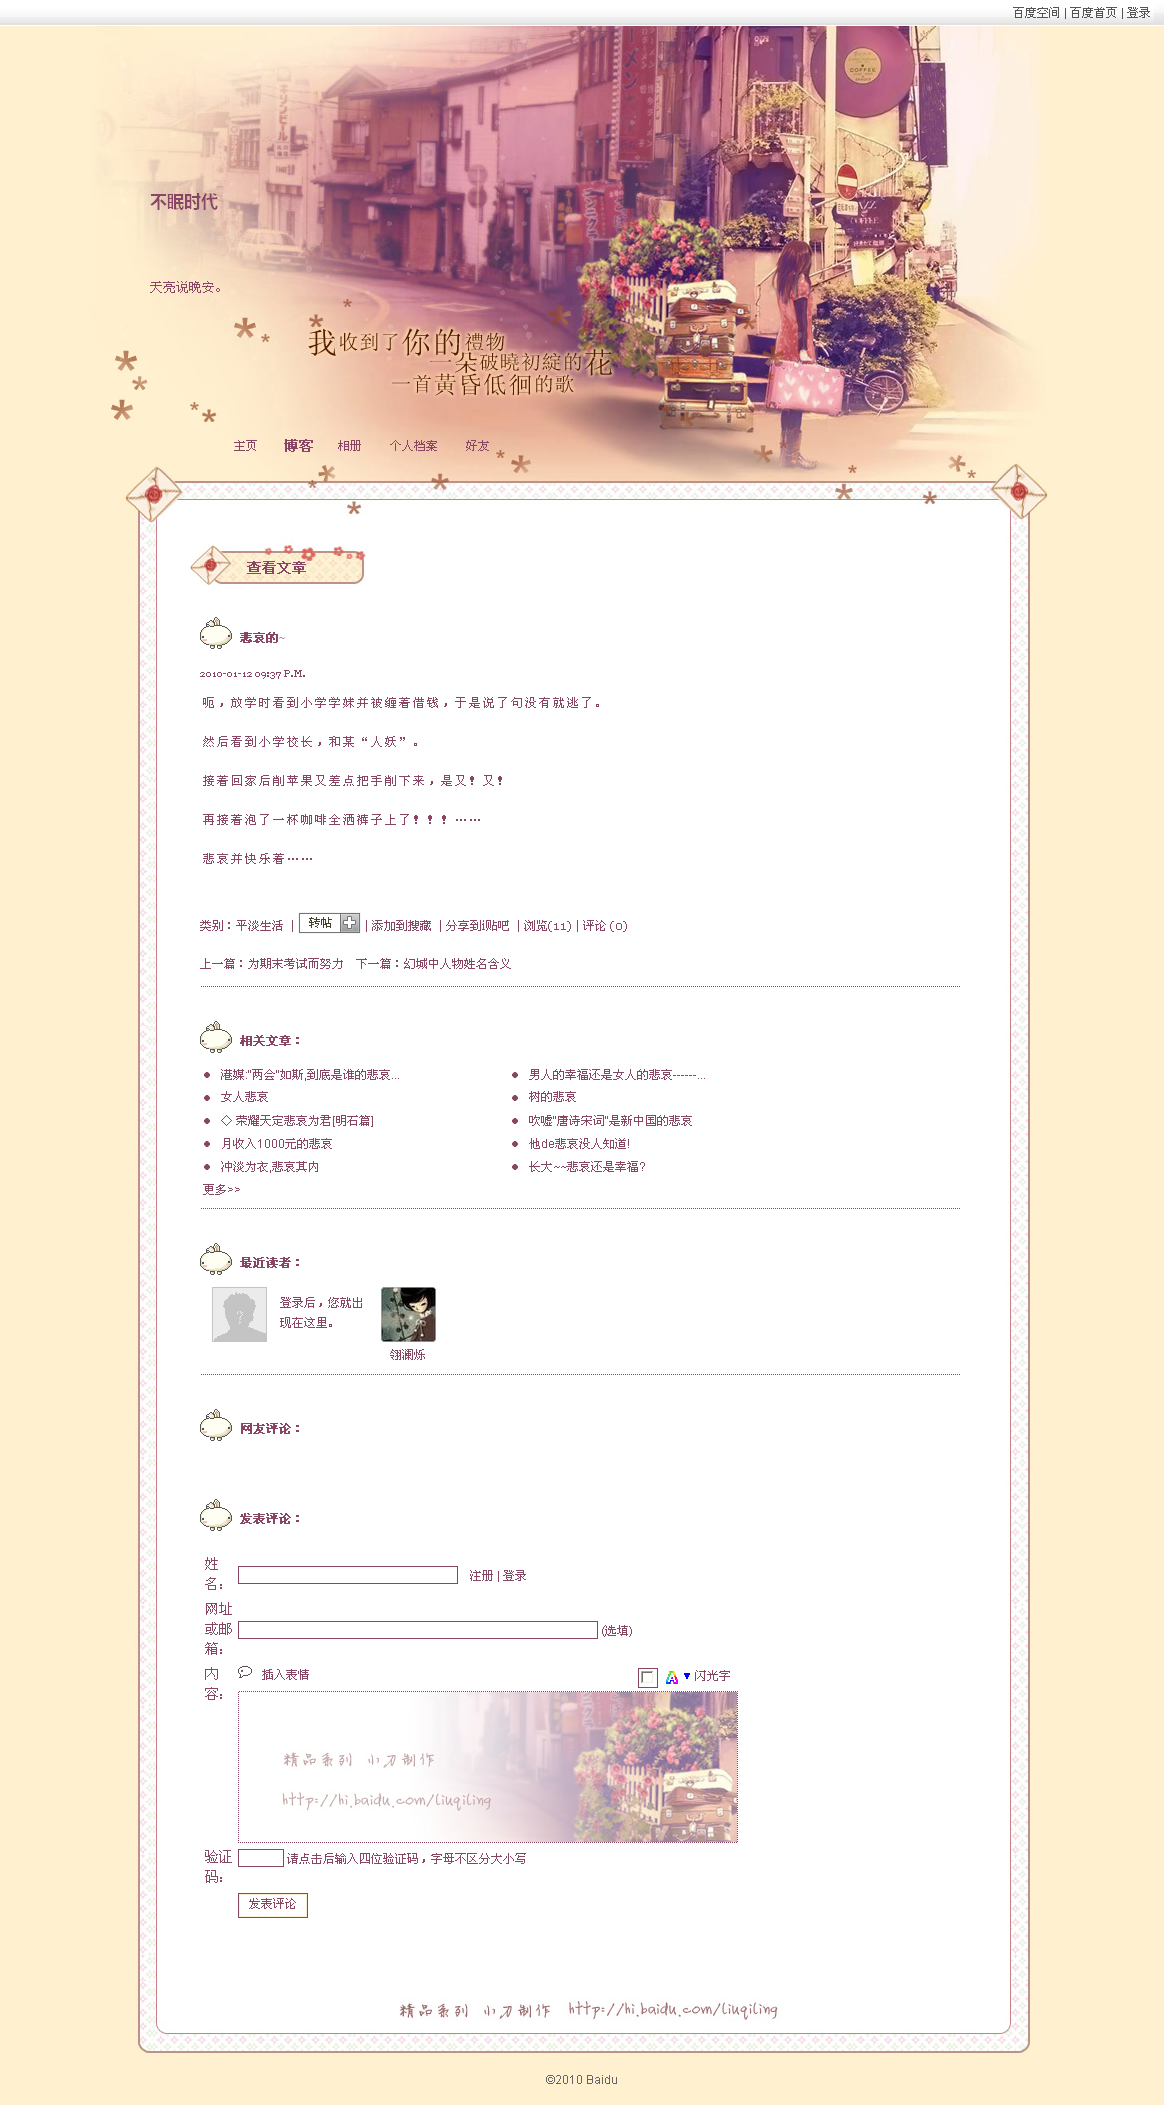 百度空间 | 百度首页 | 登录
COFFEE
不眠时代
天亮说晚安。
我收到了你的禮物
一朵破曉初綻的花
一首黃昏低徊的歌
主页 博客 相册 个人档案 好友
查看文章
悲哀的~
2010-01-12 09:37 P.M.
呃，放学时看到小学学妹并被缠着借钱，于是说了句没有就逃了。
然后看到小学校长，和某“人妖”。
接着回家后削苹果又差点把手削下来，是又！又！
再接着泡了一杯咖啡全洒裤子上了！！！……
悲哀并快乐着……
类别：平淡生活 | 转帖 | 添加到搜藏 | 分享到i贴吧 | 浏览(11) | 评论 (0)
上一篇：为期末考试而努力 下一篇：幻城中人物姓名含义
相关文章：
港媒:"两会"如斯,到底是谁的悲哀... 男人的幸福还是女人的悲哀------...
女人悲哀 树的悲哀
◇ 荣耀天定悲哀为君[明石篇] 吹嘘"唐诗宋词"是新中国的悲哀
月收入1000元的悲哀 他de悲哀没人知道!
冲淡为衣,悲哀其内 长大~~悲哀还是幸福?
更多>>
最近读者：
登录后，您就出
现在这里。
翎澜烁
网友评论：
发表评论：
姓
名：
注册 | 登录
网址
或邮
箱：
(选填)
内
容：
插入表情 闪光字
精品系列 小刀制作
http://hi.baidu.com/liuqiling
验证
码：
请点击后输入四位验证码，字母不区分大小写
发表评论
精品系列 小刀制作 http://hi.baidu.com/liuqiling
©2010 Baidu